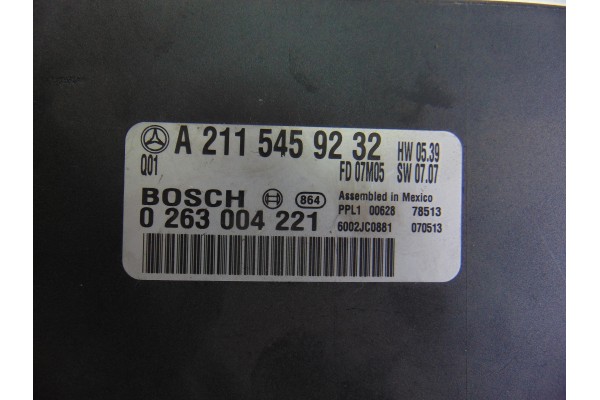 A 211 545 92 32 HW 05.39
Q01 FD 07M05 SW 07.07
BOSCH 864 Assembled in Mexico
0 263 004 221 PPL1 00628 78513
6002JC0881 070513